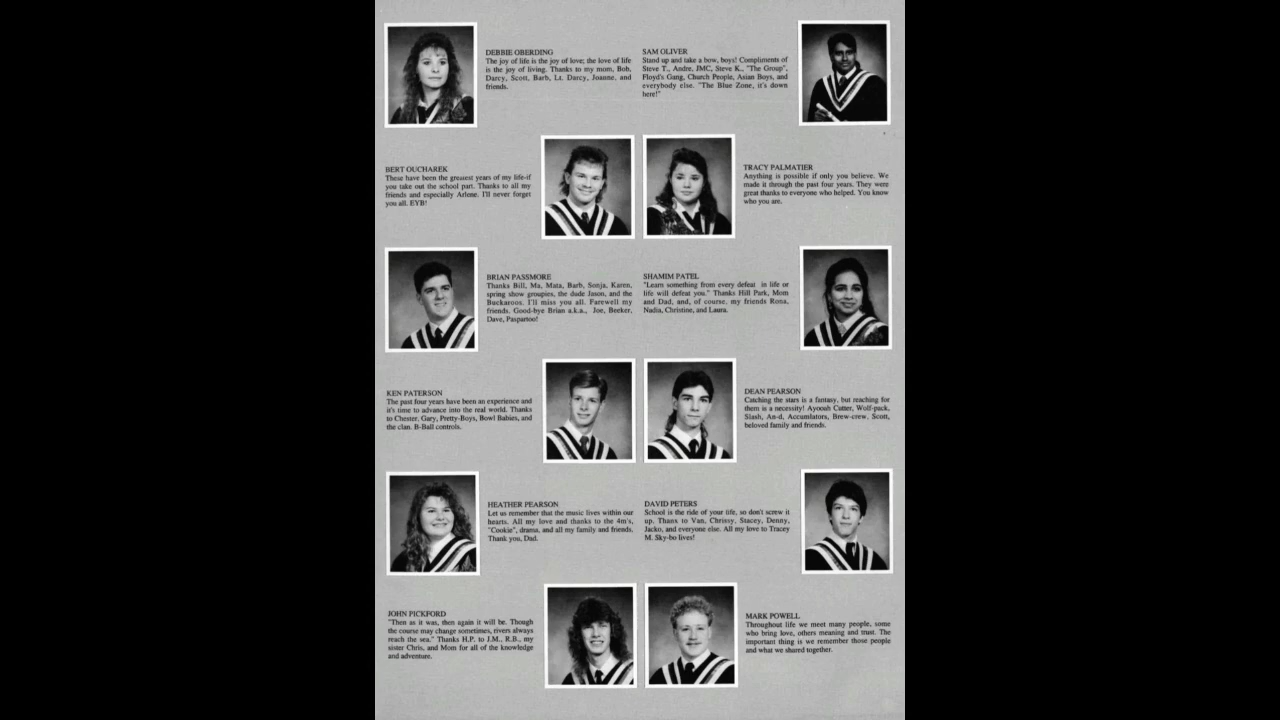 DEBBIE OBERDING
The joy of life is the joy of love; the love of life
is the joy of living. Thanks to my mom, Bob,
Darcy, Scott, Barb, Lt. Darcy, Joanne, and
friends.
SAM OLIVER
Stand up and take a bow, boys! Compliments of
Steve T., Andre, JMC, Steve K., "The Group",
Floyd's Gang, Church People, Asian Boys, and
everybody else. "The Blue Zone, it's down
here!"
BERT OUCHAREK
These have been the greatest years of my life-if
you take out the school part. Thanks to all my
friends and especially Arlene. I'll never forget
you all. EYB!
TRACY PALMATIER
Anything is possible if only you believe. We
made it through the past four years. They were
great thanks to everyone who helped. You know
who you are.
BRIAN PASSMORE
Thanks Bill, Ma, Mata, Barb, Sonja, Karen,
spring show groupies, the dude Jason, and the
Buckaroos. I'll miss you all. Farewell my
friends. Good-bye Brian a.k.a., Joe, Beeker,
Dave, Paspartoo!
SHAMIM PATEL
"Learn something from every defeat in life or
life will defeat you." Thanks Hill Park, Mom
and Dad, and, of course, my friends Rona,
Nadia, Christine, and Laura.
KEN PATERSON
The past four years have been an experience and
it's time to advance into the real world. Thanks
to Chester, Gary, Pretty-Boys, Bowl Babies, and
the clan. B-Ball controls.
DEAN PEARSON
Catching the stars is a fantasy, but reaching for
them is a necessity! Ayooah Cutter, Wolf-pack,
Slash, An-d, Accumlators, Brew-crew, Scott,
beloved family and friends.
HEATHER PEARSON
Let us remember that the music lives within our
hearts. All my love and thanks to the 4m's,
"Cookie", drama, and all my family and friends.
Thank you, Dad.
DAVID PETERS
School is the ride of your life, so don't screw it
up. Thanx to Van, Chrissy, Stacey, Denny,
Jacko, and everyone else. All my love to Tracey
M. Sky-bo lives!
JOHN PICKFORD
"Then as it was, then again it will be. Though
the course may change sometimes, rivers always
reach the sea." Thanks H.P. to J.M., R.B., my
sister Chris, and Mom for all of the knowledge
and adventure.
MARK POWELL
Throughout life we meet many people, some
who bring love, others meaning and trust. The
important thing is we remember those people
and what we shared together.